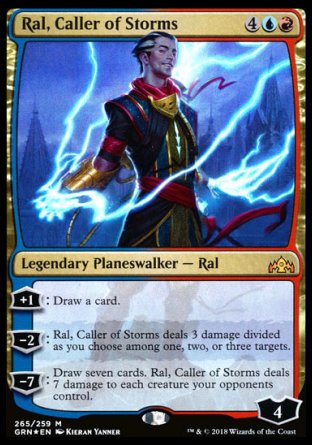 Ral, Caller of Storms 4
Legendary Planeswalker — Ral
+1: Draw a card.
-2: Ral, Caller of Storms deals 3 damage divided
as you choose among one, two, or three targets.
-7: Draw seven cards. Ral, Caller of Storms deals
7 damage to each creature your opponents
control.
4
265/259 M
GRN•EN Kieran Yanner
™ & © 2018 Wizards of the Coast